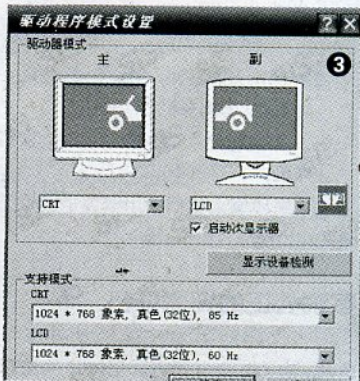 驱动程序模式设置
驱动器模式
主 副
3
CRT LCD
启动次显示器
显示设备检测
支持模式
CRT
1024 * 768 象素, 真色(32位), 85 Hz
LCD
1024 * 768 象素, 真色(32位), 60 Hz